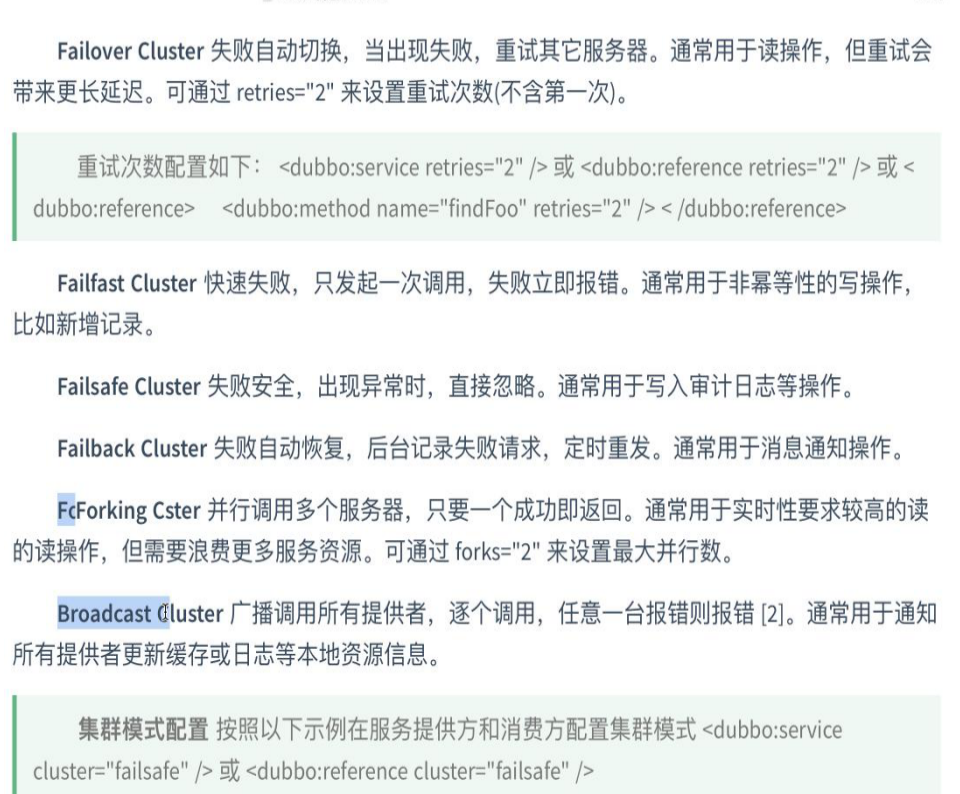 Failover Cluster 失败自动切换，当出现失败，重试其它服务器。通常用于读操作，但重试会
带来更长延迟。可通过 retries="2" 来设置重试次数(不含第一次)。
重试次数配置如下： <dubbo:service retries="2" /> 或 <dubbo:reference retries="2" /> 或 <
dubbo:reference> <dubbo:method name="findFoo" retries="2" /> < /dubbo:reference>
Failfast Cluster 快速失败，只发起一次调用，失败立即报错。通常用于非幂等性的写操作，
比如新增记录。
Failsafe Cluster 失败安全，出现异常时，直接忽略。通常用于写入审计日志等操作。
Failback Cluster 失败自动恢复，后台记录失败请求，定时重发。通常用于消息通知操作。
FcForking Cster 并行调用多个服务器，只要一个成功即返回。通常用于实时性要求较高的读
的读操作，但需要浪费更多服务资源。可通过 forks="2" 来设置最大并行数。
Broadcast Cluster 广播调用所有提供者，逐个调用，任意一台报错则报错 [2]。通常用于通知
所有提供者更新缓存或日志等本地资源信息。
集群模式配置 按照以下示例在服务提供方和消费方配置集群模式 <dubbo:service
cluster="failsafe" /> 或 <dubbo:reference cluster="failsafe" />